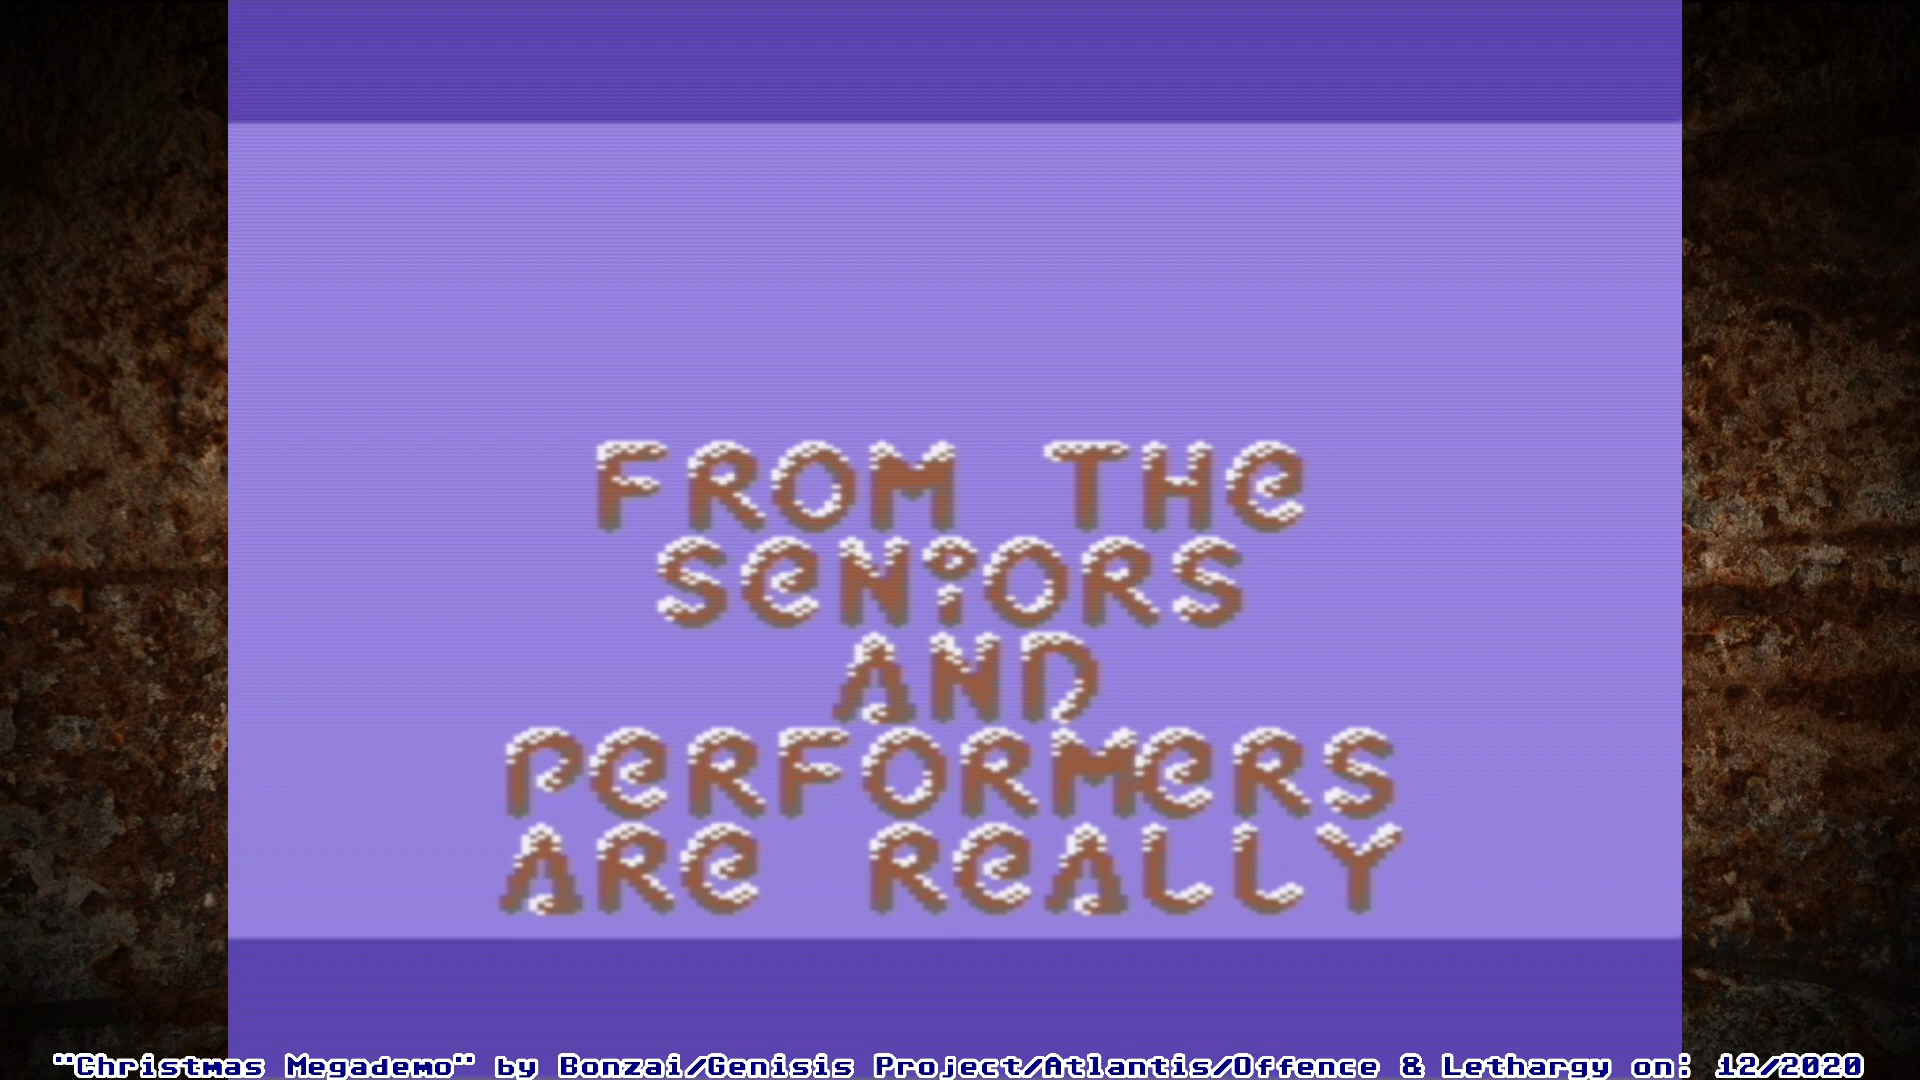 FROM THE
SENiORS
AND
PERFORMERS
ARE REALLY
"Christmas Megademo" by Bonzai/Genisis Project/Atlantis/Offence & Lethargy on: 12/2020